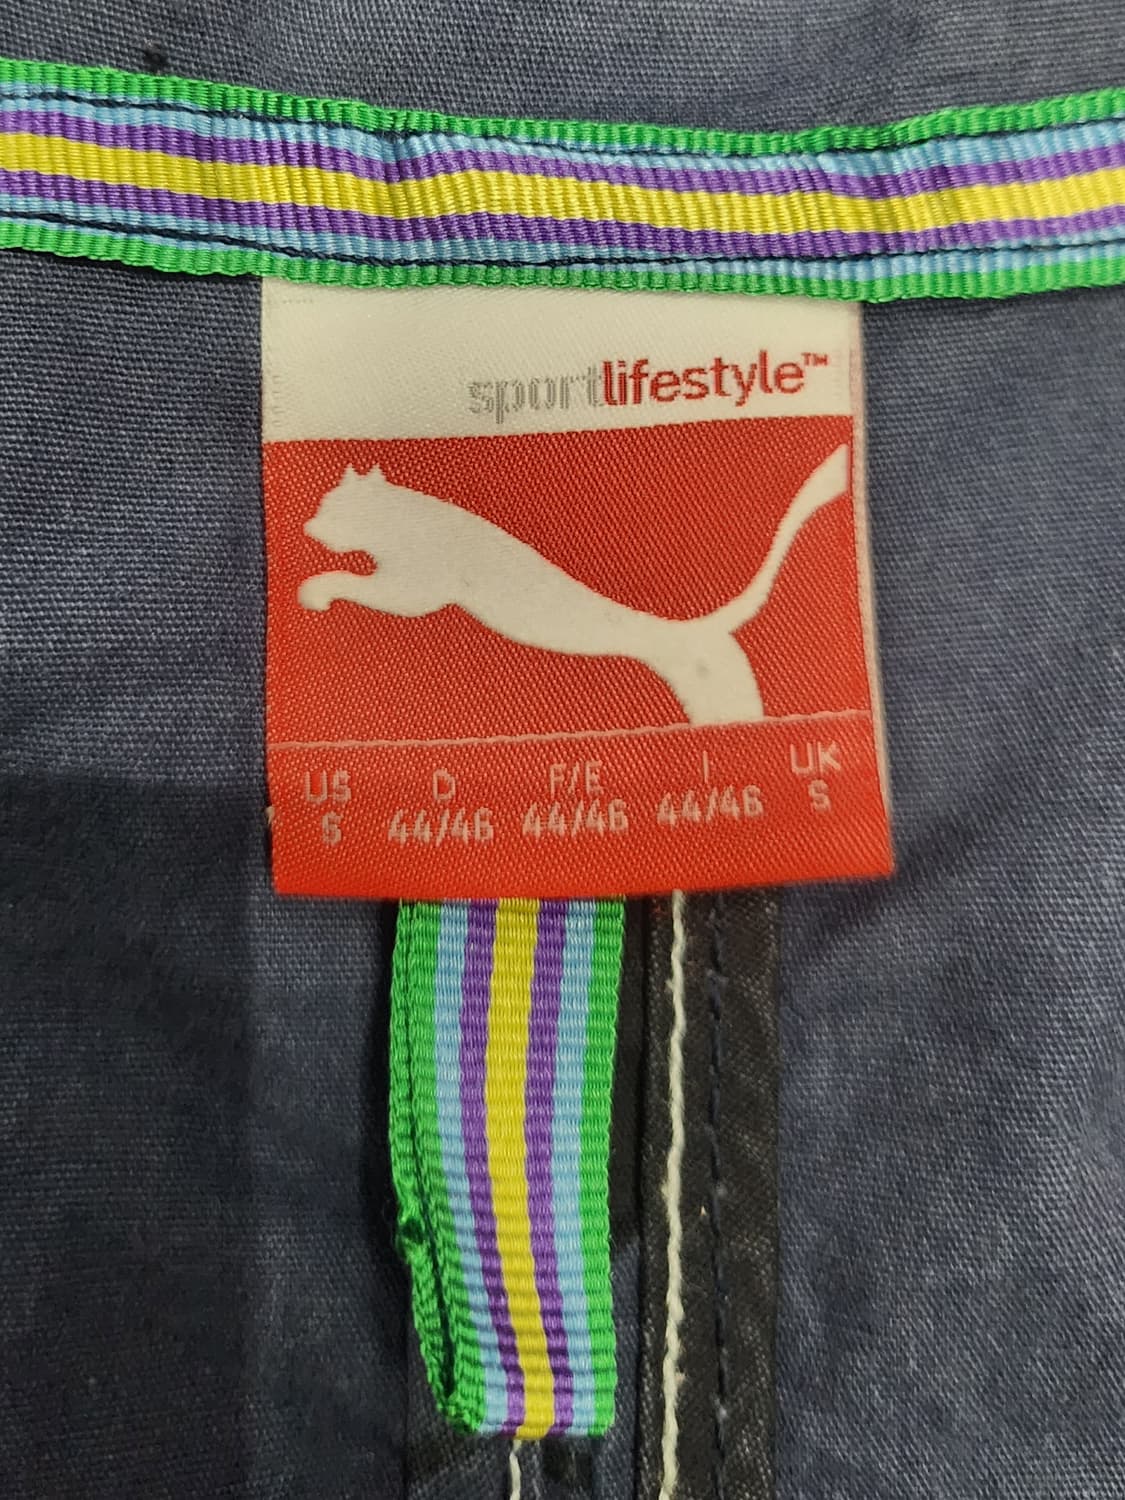 sportlifestyle™
US D F/E I UK
S 44/46 44/46 44/46 S